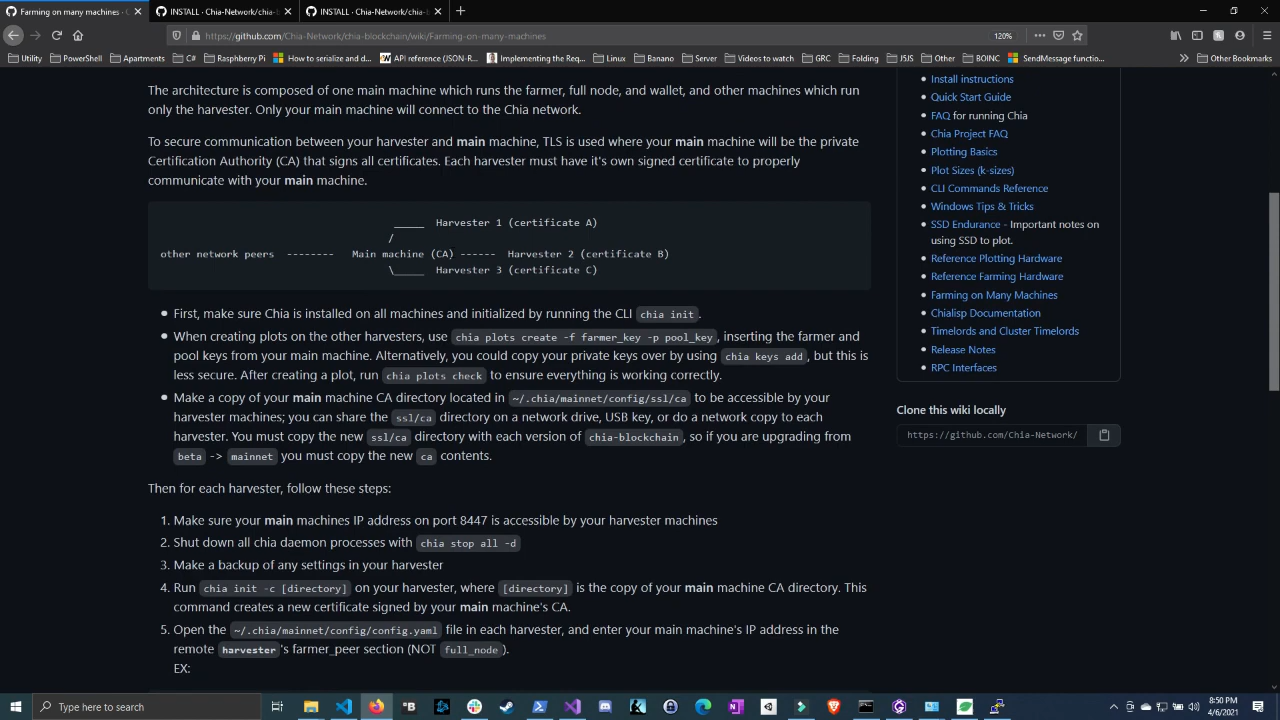 Farming on many machines · C
INSTALL · Chia-Network/chia-b
INSTALL · Chia-Network/chia-b
https://github.com/Chia-Network/chia-blockchain/wiki/Farming-on-many-machines
120%
Utility
PowerShell
Apartments
C#
Raspberry Pi
How to serialize and d...
API reference (JSON-R...
Implementing the Req...
Linux
Banano
Server
Videos to watch
GRC
Folding
JSJS
Other
BOINC
SendMessage functio...
Other Bookmarks
The architecture is composed of one main machine which runs the farmer, full node, and wallet, and other machines which run
only the harvester. Only your main machine will connect to the Chia network.
To secure communication between your harvester and main machine, TLS is used where your main machine will be the private
Certification Authority (CA) that signs all certificates. Each harvester must have it's own signed certificate to properly
communicate with your main machine.
_____ Harvester 1 (certificate A)
/
other network peers -------- Main machine (CA) ------ Harvester 2 (certificate B)
\_____ Harvester 3 (certificate C)
First, make sure Chia is installed on all machines and initialized by running the CLI chia init.
When creating plots on the other harvesters, use chia plots create -f farmer_key -p pool_key, inserting the farmer and
pool keys from your main machine. Alternatively, you could copy your private keys over by using chia keys add, but this is
less secure. After creating a plot, run chia plots check to ensure everything is working correctly.
Make a copy of your main machine CA directory located in ~/.chia/mainnet/config/ssl/ca to be accessible by your
harvester machines; you can share the ssl/ca directory on a network drive, USB key, or do a network copy to each
harvester. You must copy the new ssl/ca directory with each version of chia-blockchain, so if you are upgrading from
beta -> mainnet you must copy the new ca contents.
Then for each harvester, follow these steps:
1. Make sure your main machines IP address on port 8447 is accessible by your harvester machines
2. Shut down all chia daemon processes with chia stop all -d
3. Make a backup of any settings in your harvester
4. Run chia init -c [directory] on your harvester, where [directory] is the copy of your main machine CA directory. This
command creates a new certificate signed by your main machine's CA.
5. Open the ~/.chia/mainnet/config/config.yaml file in each harvester, and enter your main machine's IP address in the
remote harvester's farmer_peer section (NOT full_node).
EX:
Install instructions
Quick Start Guide
FAQ for running Chia
Chia Project FAQ
Plotting Basics
Plot Sizes (k-sizes)
CLI Commands Reference
Windows Tips & Tricks
SSD Endurance - Important notes on
using SSD to plot.
Reference Plotting Hardware
Reference Farming Hardware
Farming on Many Machines
Chialisp Documentation
Timelords and Cluster Timelords
Release Notes
RPC Interfaces
Clone this wiki locally
https://github.com/Chia-Network/
Type here to search
8:50 PM
4/6/2021